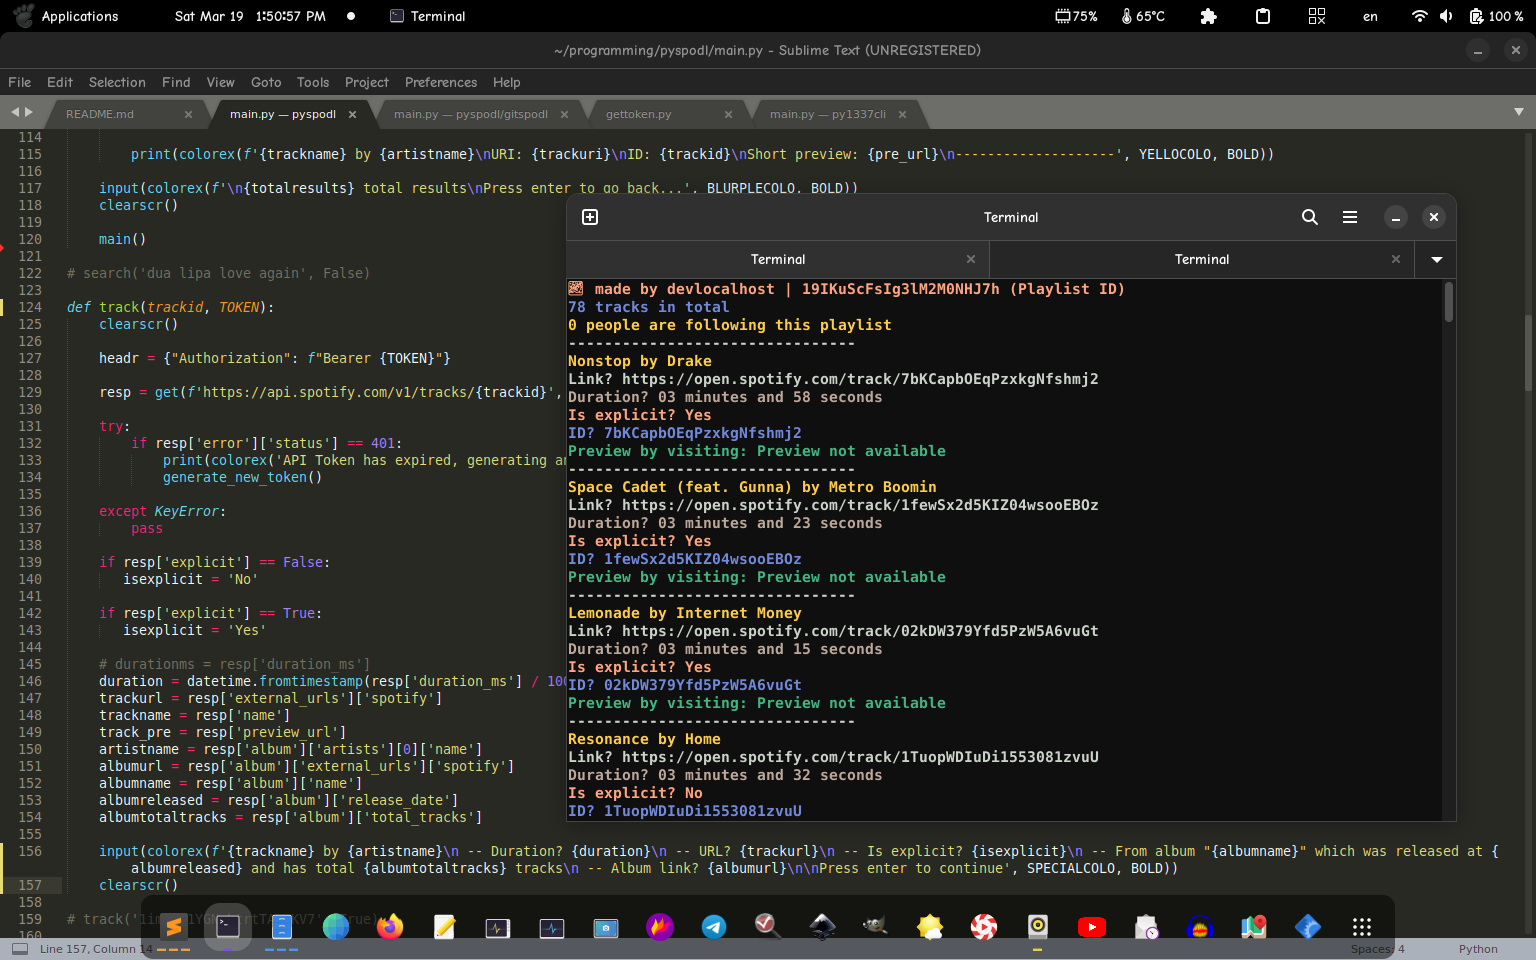 Applications Sat Mar 19 1:50:57 PM Terminal 75% 65°C en 100 %
~/programming/pyspodl/main.py - Sublime Text (UNREGISTERED)
File Edit Selection Find View Goto Tools Project Preferences Help
README.md main.py — pyspodl main.py — pyspodl/gitspodl gettoken.py main.py — py1337cli
114
115 print(colorex(f'{trackname} by {artistname}\nURI: {trackuri}\nID: {trackid}\nShort preview: {pre_url}\n--------------------', YELLOCOLO, BOLD))
116
117 input(colorex(f'\n{totalresults} total results\nPress enter to go back...', BLURPLECOLO, BOLD))
118 clearscr()
119
120 main()
121
122 # search('dua lipa love again', False)
123
124 def track(trackid, TOKEN):
125 clearscr()
126
127 headr = {"Authorization": f"Bearer {TOKEN}"}
128
129 resp = get(f'https://api.spotify.com/v1/tracks/{trackid}',
130
131 try:
132 if resp['error']['status'] == 401:
133 print(colorex('API Token has expired, generating
134 generate_new_token()
135
136 except KeyError:
137 pass
138
139 if resp['explicit'] == False:
140 isexplicit = 'No'
141
142 if resp['explicit'] == True:
143 isexplicit = 'Yes'
144
145 # durationms = resp['duration_ms']
146 duration = datetime.fromtimestamp(resp['duration_ms'] / 100
147 trackurl = resp['external_urls']['spotify']
148 trackname = resp['name']
149 track_pre = resp['preview_url']
150 artistname = resp['album']['artists'][0]['name']
151 albumurl = resp['album']['external_urls']['spotify']
152 albumname = resp['album']['name']
153 albumreleased = resp['album']['release_date']
154 albumtotaltracks = resp['album']['total_tracks']
155
156 input(colorex(f'{trackname} by {artistname}\n -- Duration? {duration}\n -- URL? {trackurl}\n -- Is explicit? {isexplicit}\n -- From album "{albumname}" which was released at {
albumreleased} and has total {albumtotaltracks} tracks\n -- Album link? {albumurl}\n\nPress enter to continue', SPECIALCOLO, BOLD))
157 clearscr()
158
159 # track('
160
Line 157, Column 14 Spaces: 4 Python
Terminal
Terminal Terminal
made by devlocalhost | 19IKuScFsIg3lM2M0NHJ7h (Playlist ID)
78 tracks in total
0 people are following this playlist
--------------------------------
Nonstop by Drake
Link? https://open.spotify.com/track/7bKCapbOEqPzxkgNfshmj2
Duration? 03 minutes and 58 seconds
Is explicit? Yes
ID? 7bKCapbOEqPzxkgNfshmj2
Preview by visiting: Preview not available
--------------------------------
Space Cadet (feat. Gunna) by Metro Boomin
Link? https://open.spotify.com/track/1fewSx2d5KIZ04wsooEBOz
Duration? 03 minutes and 23 seconds
Is explicit? Yes
ID? 1fewSx2d5KIZ04wsooEBOz
Preview by visiting: Preview not available
--------------------------------
Lemonade by Internet Money
Link? https://open.spotify.com/track/02kDW379Yfd5PzW5A6vuGt
Duration? 03 minutes and 15 seconds
Is explicit? Yes
ID? 02kDW379Yfd5PzW5A6vuGt
Preview by visiting: Preview not available
--------------------------------
Resonance by Home
Link? https://open.spotify.com/track/1TuopWDIuDi1553081zvuU
Duration? 03 minutes and 32 seconds
Is explicit? No
ID? 1TuopWDIuDi1553081zvuU